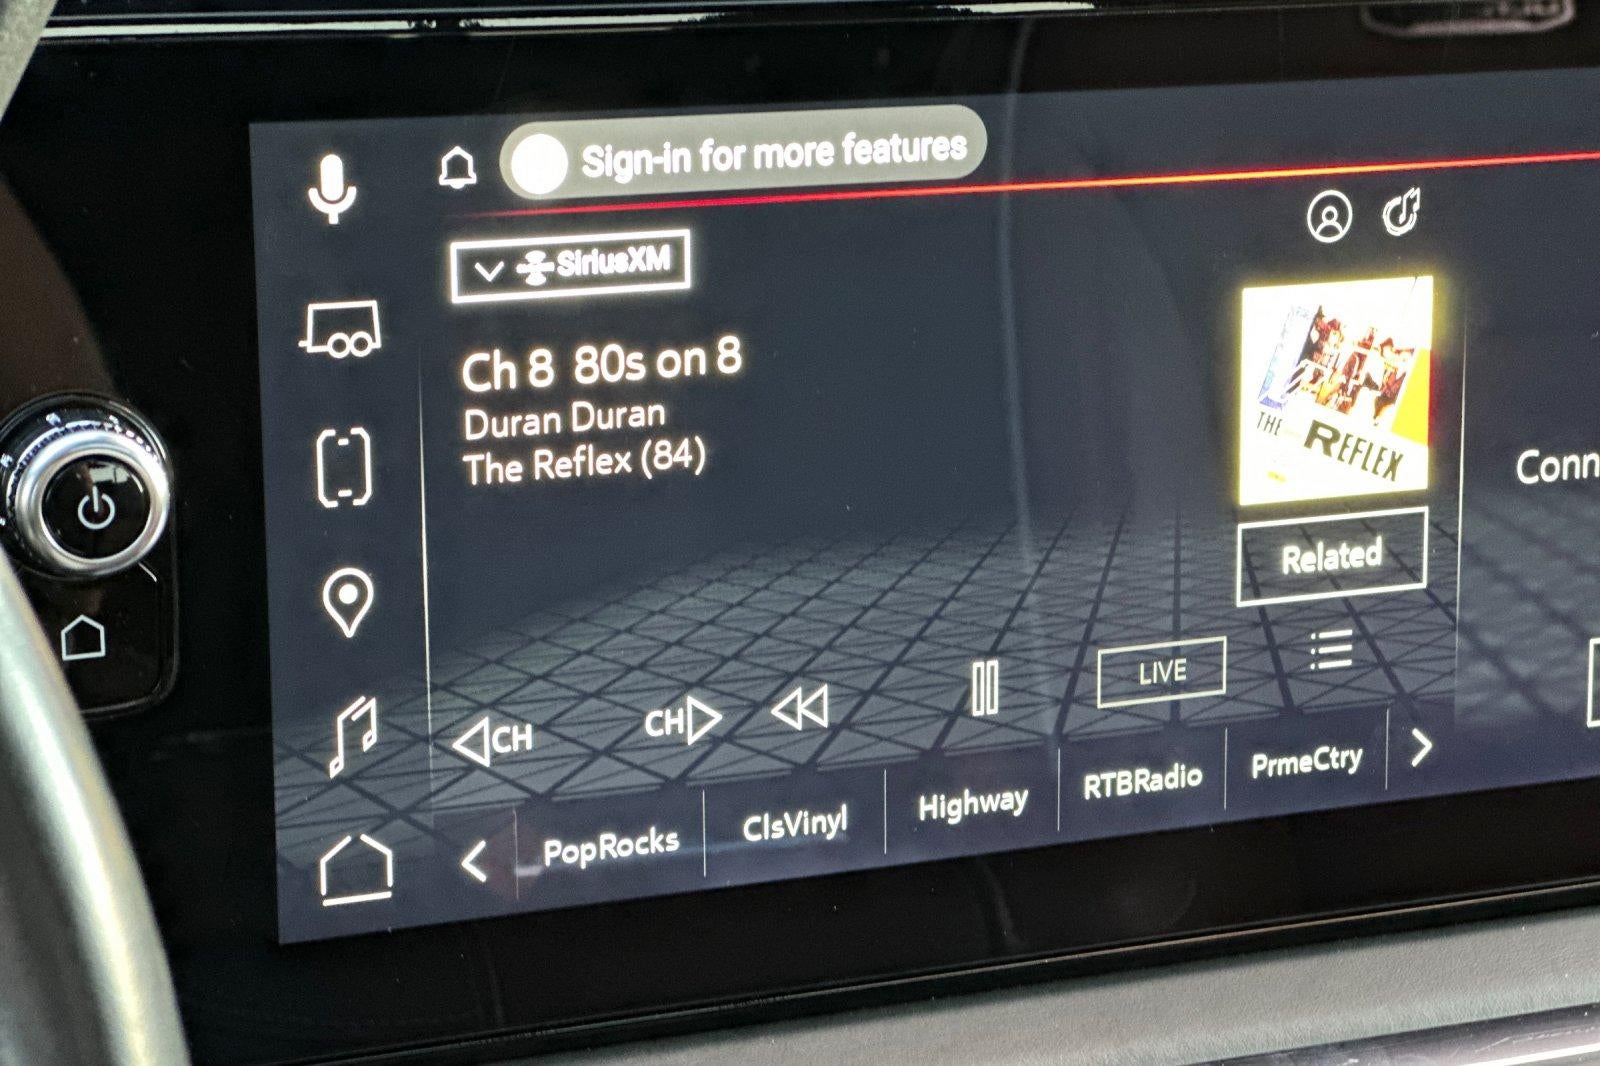 Sign-in for more features
SiriusXM
Ch 8 80s on 8
Duran Duran
The Reflex (84)
THE REFLEX
Related
Conn
CH
CH
LIVE
PopRocks
ClsVinyl
Highway
RTBRadio
PrmeCtry